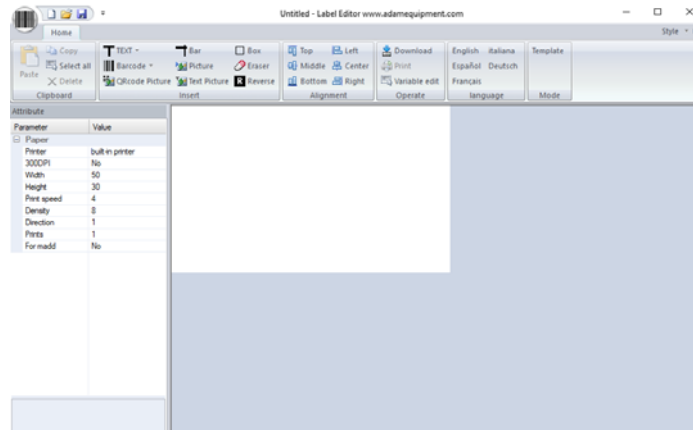 Untitled - Label Editor www.adamequipment.com
Home
Style
Paste
Copy
Select all
Delete
Clipboard
TEXT
Barcode
QRcode Picture
Bar
Picture
Text Picture
Box
Eraser
Reverse
Insert
Top
Middle
Bottom
Left
Center
Right
Alignment
Download
Print
Variable edit
Operate
English Italiana
Español Deutsch
Français
language
Template
Mode
Attribute
Parameter Value
Paper
Printer built-in printer
300DPI No
Width 50
Height 30
Print speed 4
Density 8
Direction 1
Prints 1
For madd No